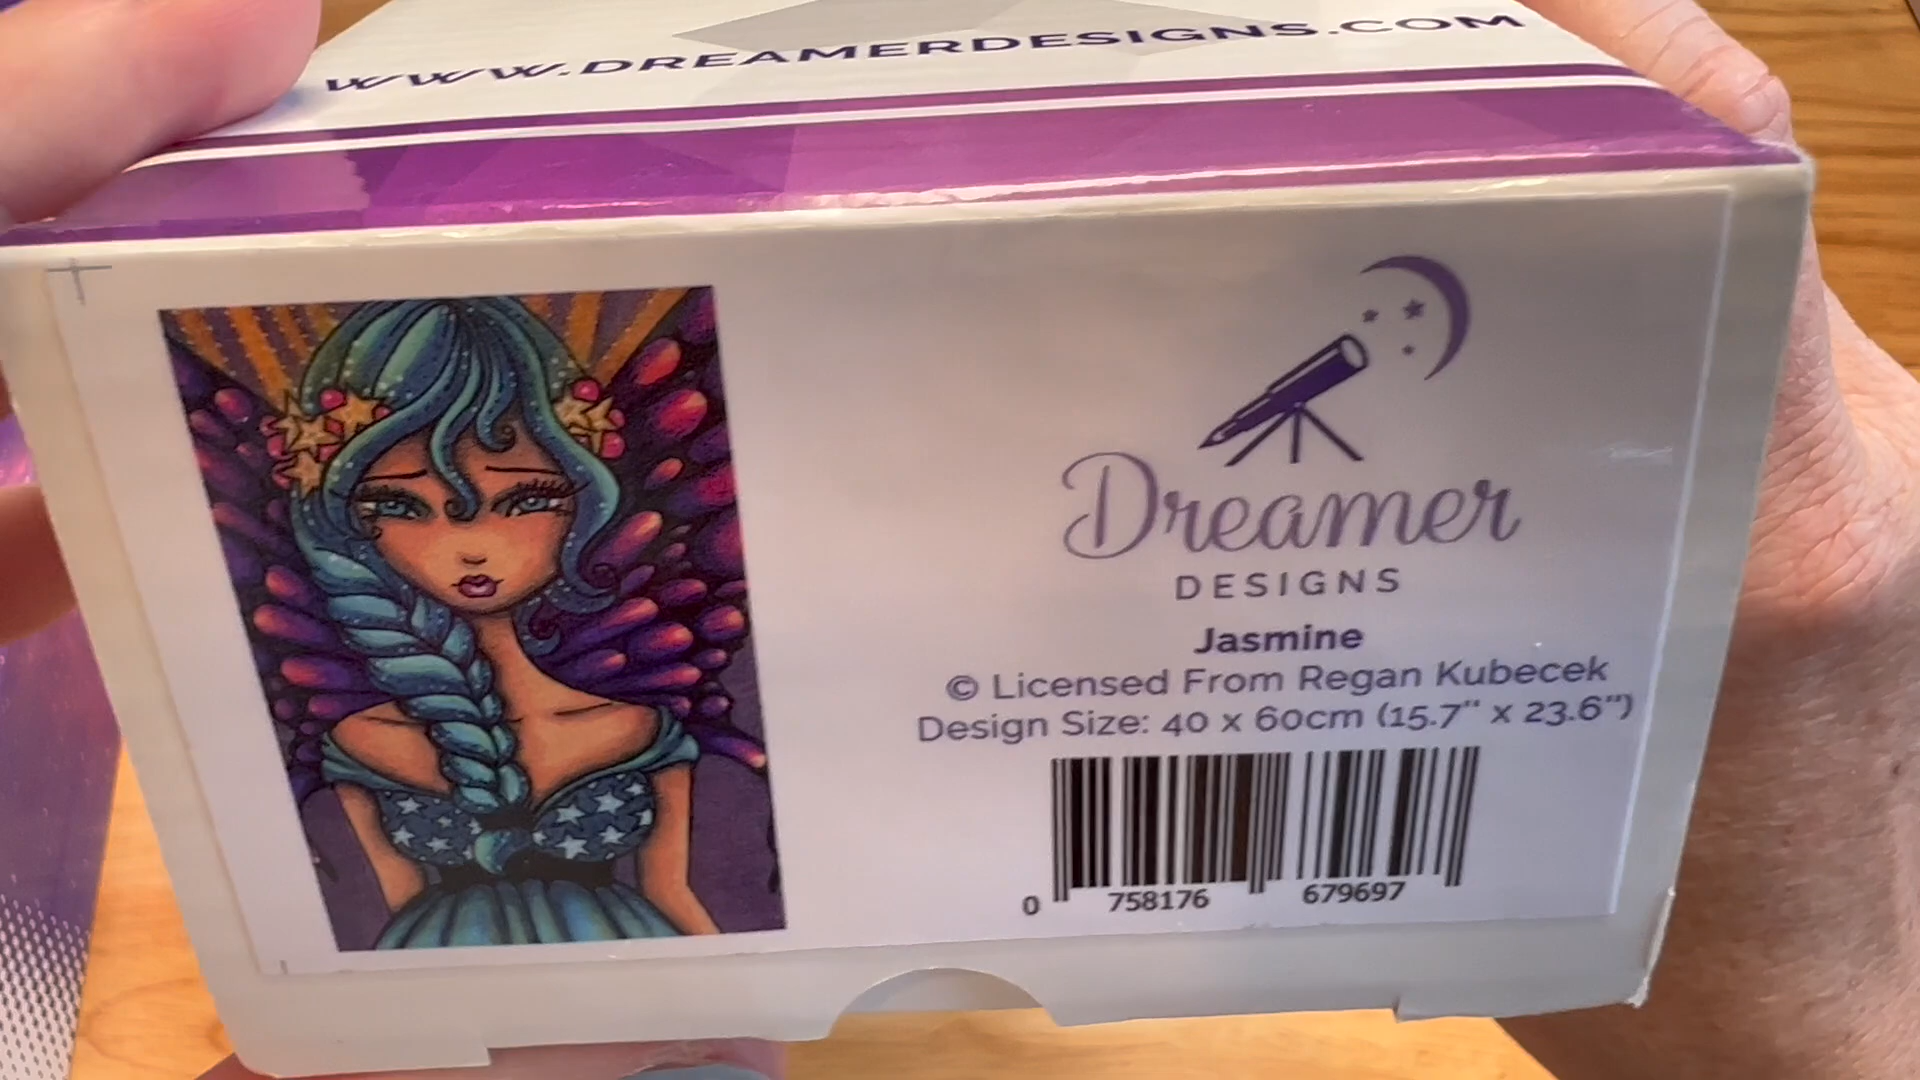 WWW.DREAMERDESIGNS.COM
Dreamer
DESIGNS
Jasmine
© Licensed From Regan Kubecek
Design Size: 40 x 60cm (15.7" x 23.6")
0 758176 679697